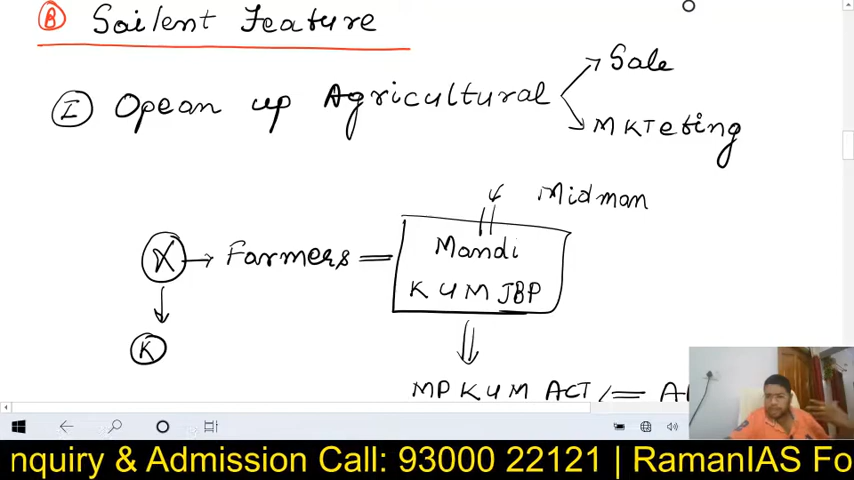 B Sailent Feature
I Opean up Agricultural
Sale
MKTeting
Midman
X → Farmers = Mandi
KUM JBP
K
MP KUM ACT / = A
nquiry & Admission Call: 93000 22121 | RamanIAS Fo